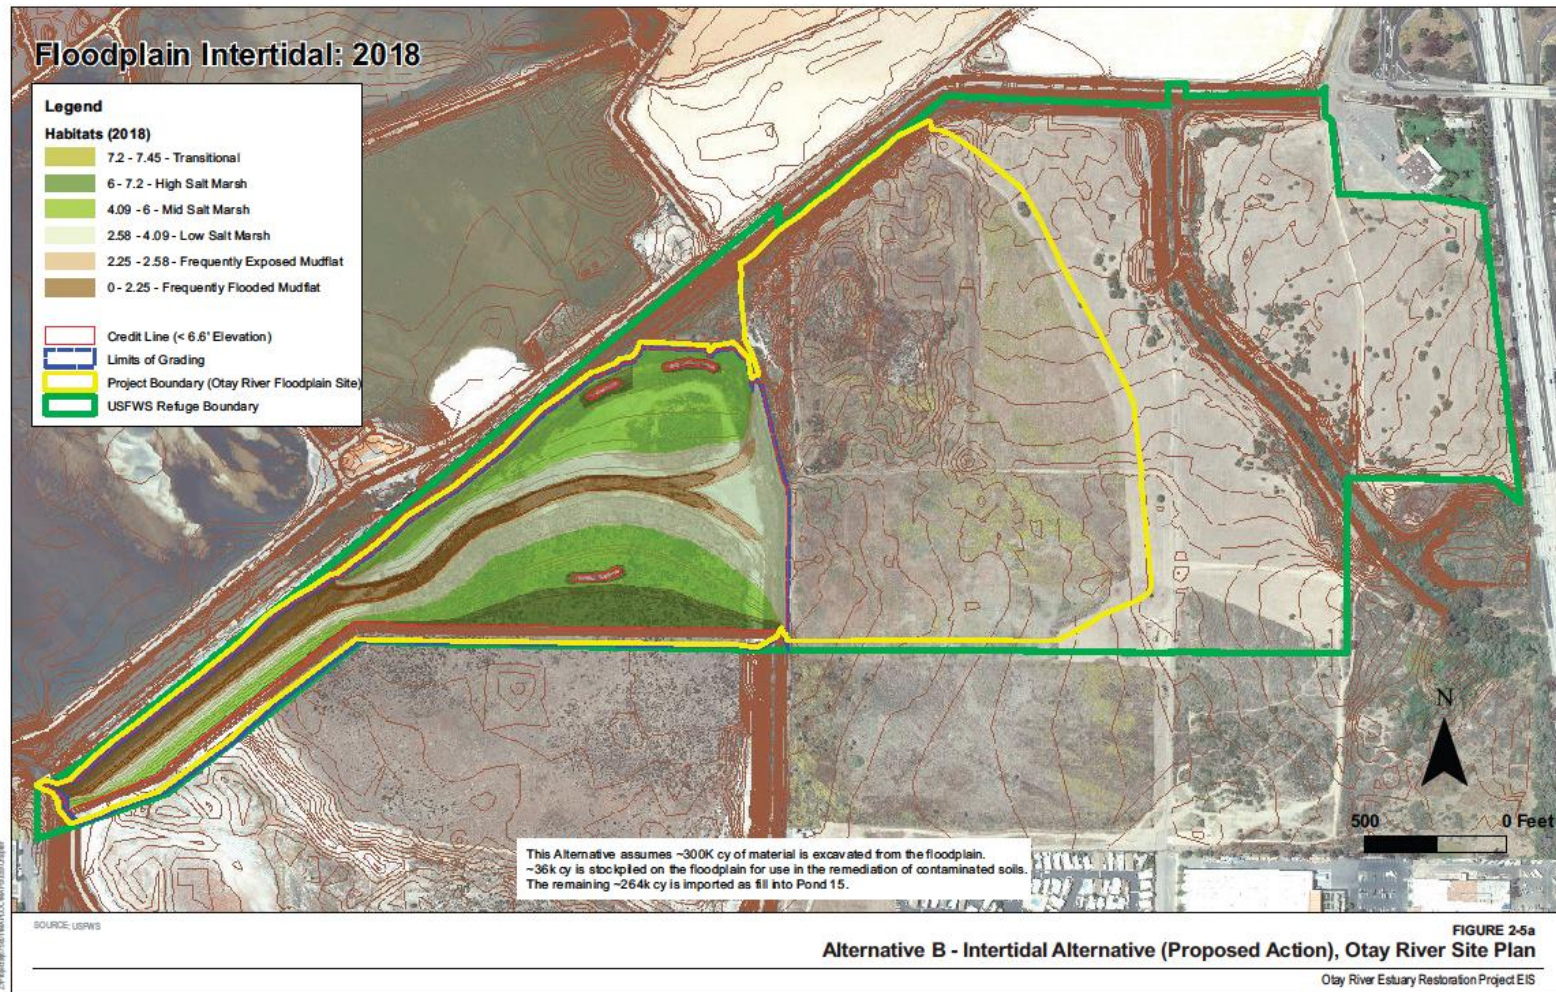 Floodplain Intertidal: 2018
Legend
Habitats (2018)
7.2 - 7.45 - Transitional
6 - 7.2 - High Salt Marsh
4.09 - 6 - Mid Salt Marsh
2.58 - 4.09 - Low Salt Marsh
2.25 - 2.58 - Frequently Exposed Mudflat
0 - 2.25 - Frequently Flooded Mudflat
Credit Line (< 6.6' Elevation)
Limits of Grading
Project Boundary (Otay River Floodplain Site)
USFWS Refuge Boundary
N
500 0 Feet
This Alternative assumes ~300K cy of material is excavated from the floodplain.
~36k cy is stockpiled on the floodplain for use in the remediation of contaminated soils.
The remaining ~264k cy is imported as fill into Pond 15.
SOURCE: USFWS
FIGURE 2-5a
Alternative B - Intertidal Alternative (Proposed Action), Otay River Site Plan
Otay River Estuary Restoration Project EIS